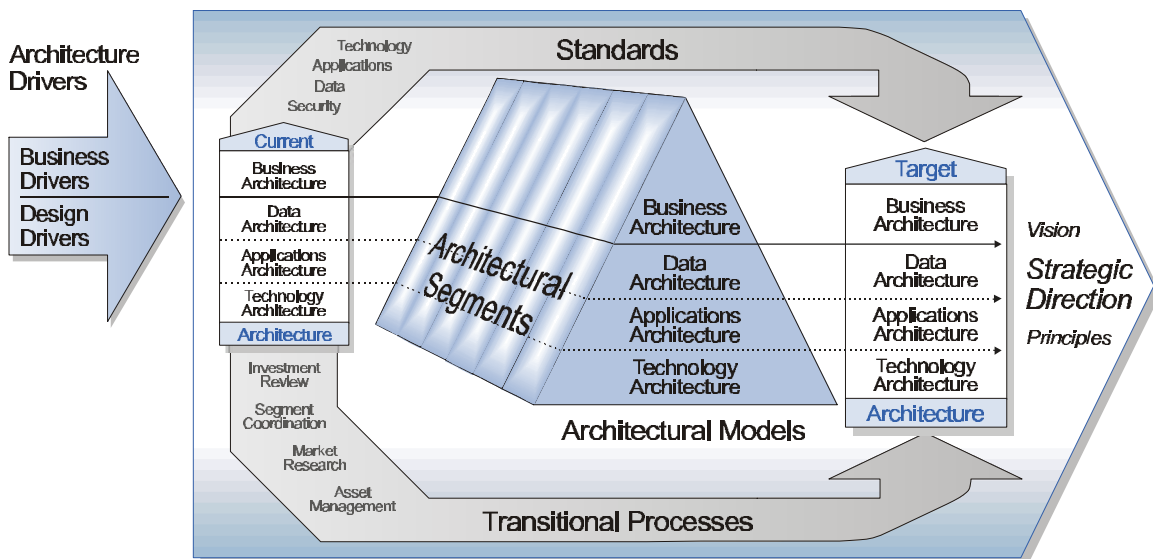 Architecture
Drivers
Business
Drivers
Design
Drivers
Technology
Applications
Data
Security
Standards
Current
Business
Architecture
Data
Architecture
Applications
Architecture
Technology
Architecture
Architecture
Investment
Review
Segment
Coordination
Market
Research
Asset
Management
Transitional Processes
Architectural
Segments
Business
Architecture
Data
Architecture
Applications
Architecture
Technology
Architecture
Architectural Models
Target
Business
Architecture
Data
Architecture
Applications
Architecture
Technology
Architecture
Architecture
Vision
Strategic
Direction
Principles